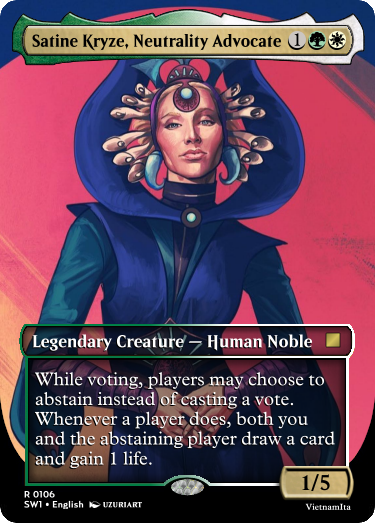 Satine Kryze, Neutrality Advocate 1
Legendary Creature — Human Noble
While voting, players may choose to
abstain instead of casting a vote.
Whenever a player does, both you
and the abstaining player draw a card
and gain 1 life.
1/5
R 0106
SW1 • English UZURIART
VietnamIta